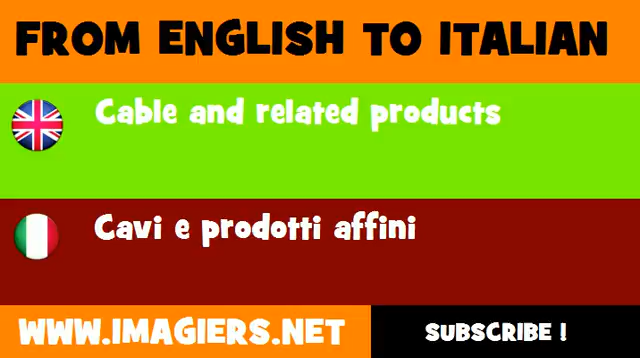 FROM ENGLISH TO ITALIAN
Cable and related products
Cavi e prodotti affini
WWW.IMAGIERS.NET
SUBSCRIBE !